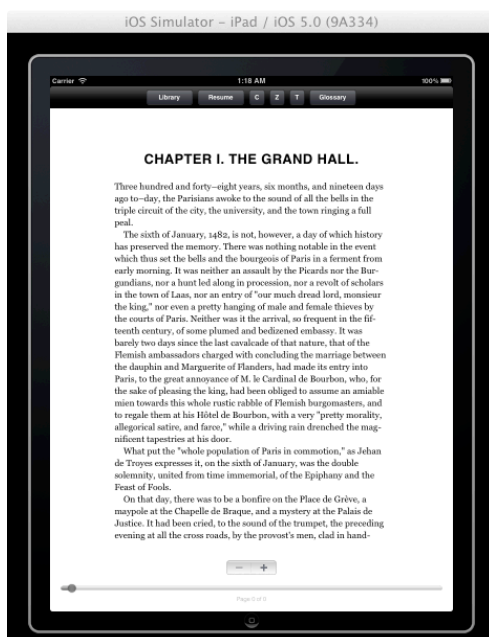 iOS Simulator – iPad / iOS 5.0 (9A334)
Carrier 1:18 AM 100%
Library Resume C Z T Glossary
CHAPTER I. THE GRAND HALL.
Three hundred and forty–eight years, six months, and nineteen days
ago to–day, the Parisians awoke to the sound of all the bells in the
triple circuit of the city, the university, and the town ringing a full
peal.
The sixth of January, 1482, is not, however, a day of which history
has preserved the memory. There was nothing notable in the event
which thus set the bells and the bourgeois of Paris in a ferment from
early morning. It was neither an assault by the Picards nor the Bur-
gundians, nor a hunt led along in procession, nor a revolt of scholars
in the town of Laas, nor an entry of "our much dread lord, monsieur
the king," nor even a pretty hanging of male and female thieves by
the courts of Paris. Neither was it the arrival, so frequent in the fif-
teenth century, of some plumed and bedizened embassy. It was
barely two days since the last cavalcade of that nature, that of the
Flemish ambassadors charged with concluding the marriage between
the dauphin and Marguerite of Flanders, had made its entry into
Paris, to the great annoyance of M. le Cardinal de Bourbon, who, for
the sake of pleasing the king, had been obliged to assume an amiable
mien towards this whole rustic rabble of Flemish burgomasters, and
to regale them at his Hôtel de Bourbon, with a very "pretty morality,
allegorical satire, and farce," while a driving rain drenched the mag-
nificent tapestries at his door.
What put the "whole population of Paris in commotion," as Jehan
de Troyes expresses it, on the sixth of January, was the double
solemnity, united from time immemorial, of the Epiphany and the
Feast of Fools.
On that day, there was to be a bonfire on the Place de Grève, a
maypole at the Chapelle de Braque, and a mystery at the Palais de
Justice. It had been cried, to the sound of the trumpet, the preceding
evening at all the cross roads, by the provost's men, clad in hand-
− +
Page 0 of 0